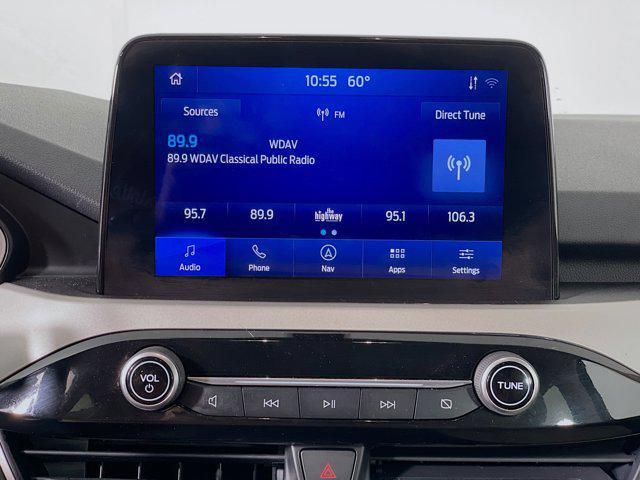 10:55 60°
Sources
FM
Direct Tune
89.9 WDAV
89.9 WDAV Classical Public Radio
95.7 89.9 the highway 95.1 106.3
Audio Phone Nav Apps Settings
VOL
TUNE